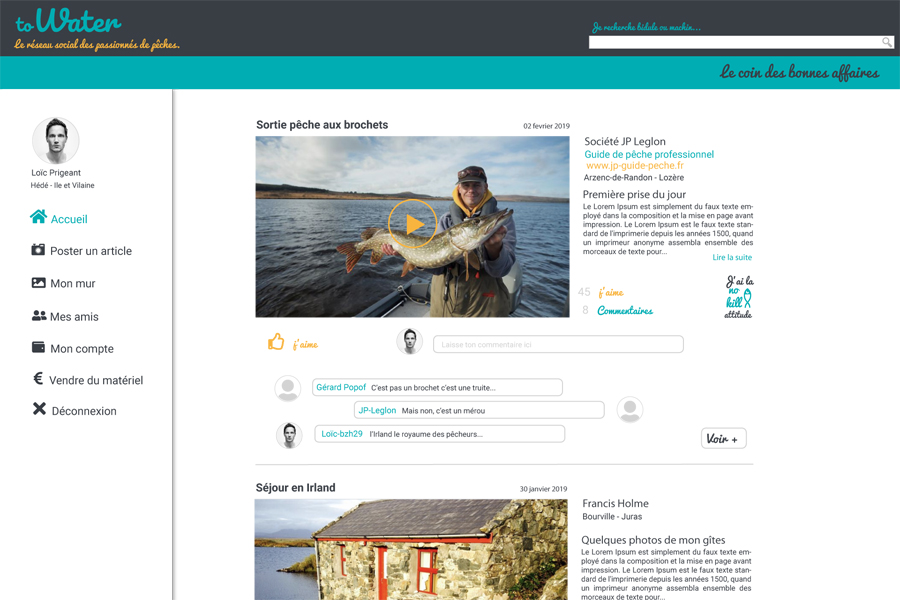 to Water
Le réseau social des passionnés de pêches.
Je recherche bidule ou machin...
Le coin des bonnes affaires
Loïc Prigeant
Hédé - Ile et Vilaine
Accueil
Poster un article
Mon mur
Mes amis
Mon compte
€ Vendre du matériel
Déconnexion
Sortie pêche aux brochets
02 fevrier 2019
Société JP Leglon
Guide de pêche professionnel
www.jp-guide-peche.fr
Arzenc-de-Randon - Lozère
Première prise du jour
Le Lorem Ipsum est simplement du faux texte em-
ployé dans la composition et la mise en page avant
impression. Le Lorem Ipsum est le faux texte stan-
dard de l'imprimerie depuis les années 1500, quand
un imprimeur anonyme assembla ensemble des
morceaux de texte pour...
Lire la suite
45 j'aime
8 Commentaires
J'ai la
no
kill
attitude
j'aime
Laisse ton commentaire ici
Gérard Popof C'est pas un brochet c'est une truite...
JP-Leglon Mais non, c'est un mérou
Loïc-bzh29 l'Irland le royaume des pêcheurs...
Voir +
Séjour en Irland
30 janvier 2019
Francis Holme
Bourville - Juras
Quelques photos de mon gîtes
Le Lorem Ipsum est simplement du faux texte em-
ployé dans la composition et la mise en page avant
impression. Le Lorem Ipsum est le faux texte stan-
dard de l'imprimerie depuis les années 1500, quand
un imprimeur anonyme assembla ensemble des
morceaux de texte pour...